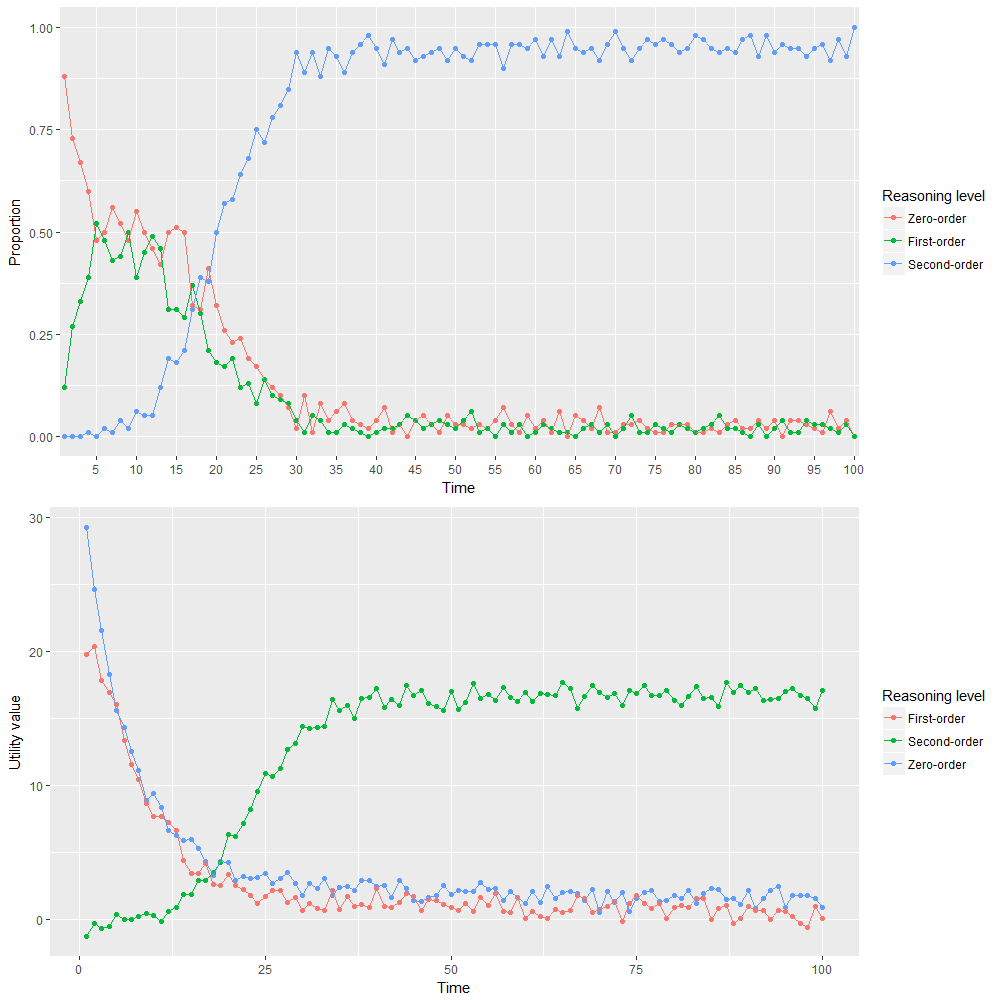 1.00
0.75
0.50
0.25
0.00
Proportion
5 10 15 20 25 30 35 40 45 50 55 60 65 70 75 80 85 90 95 100
Time
Reasoning level
Zero-order
First-order
Second-order
30
20
10
0
Utility value
0 25 50 75 100
Time
Reasoning level
First-order
Second-order
Zero-order